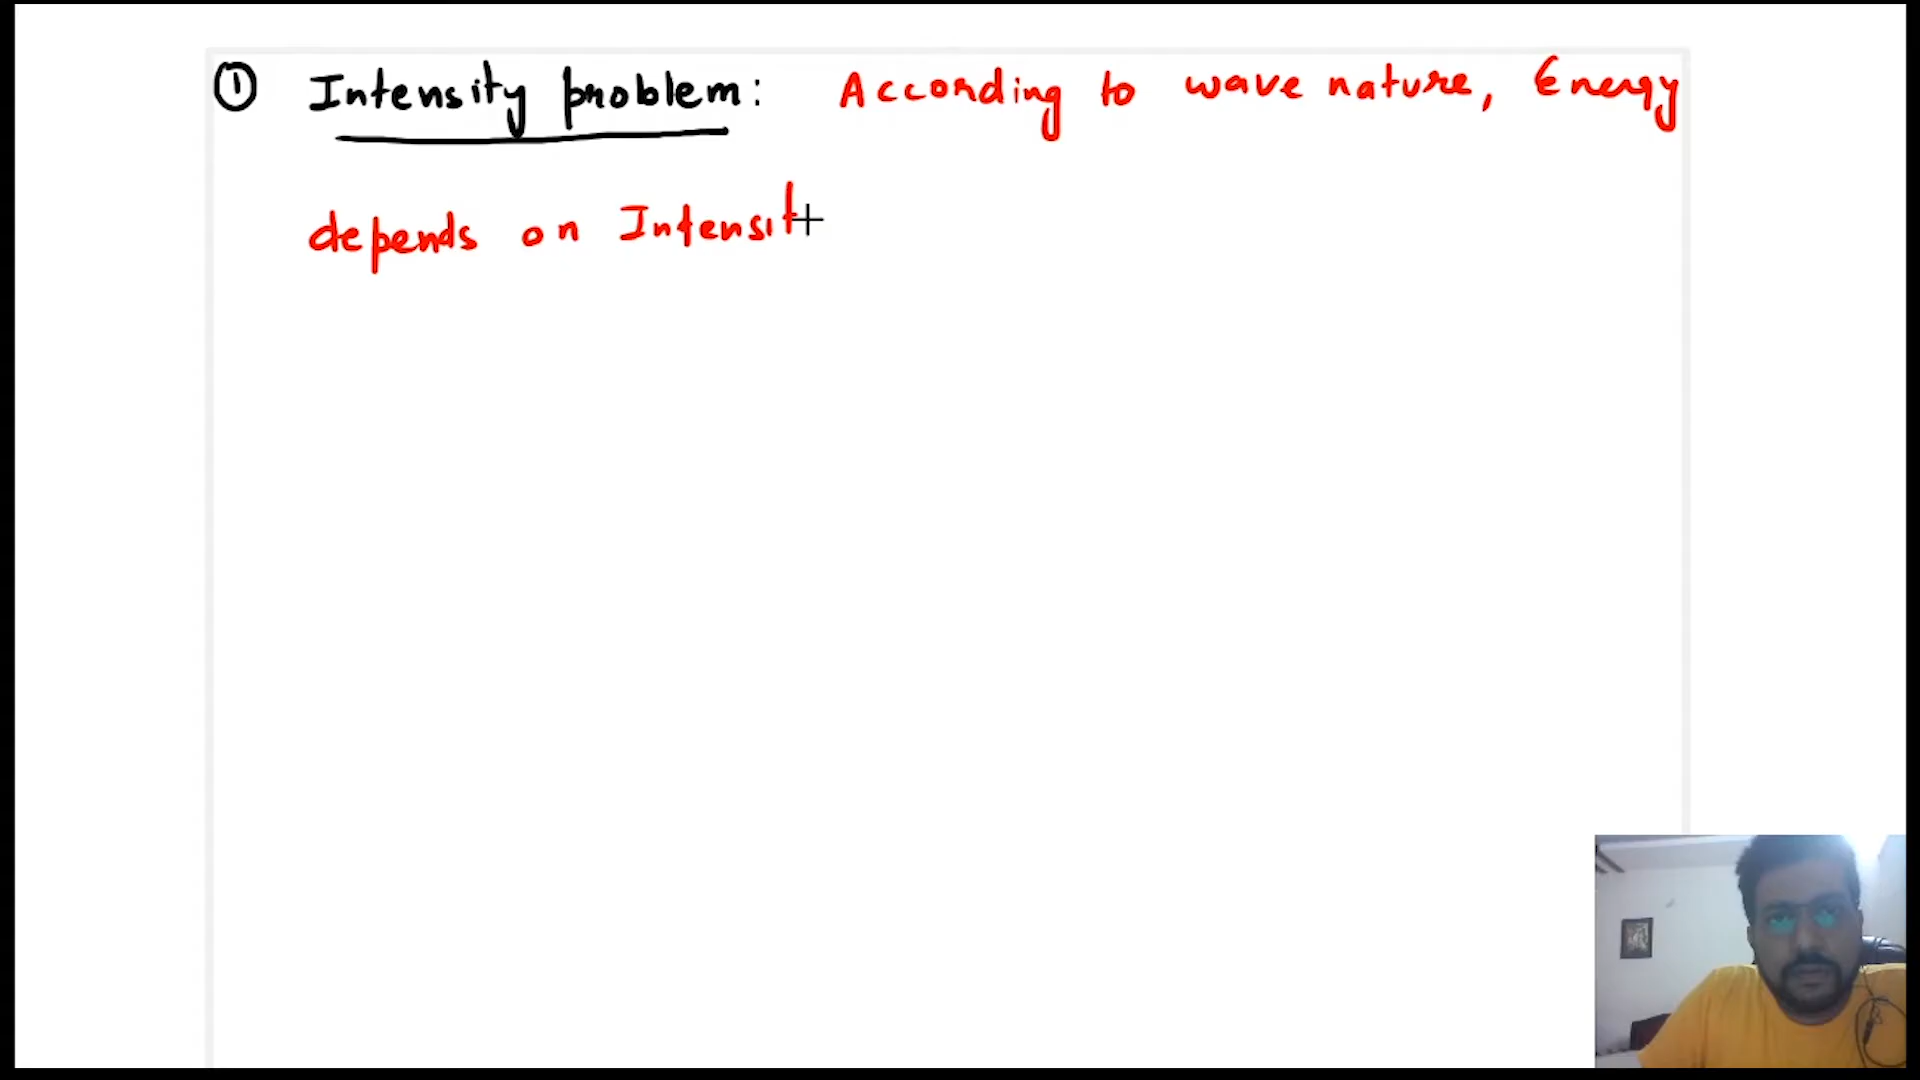 ① Intensity problem: According to wave nature, Energy
depends on Intensit